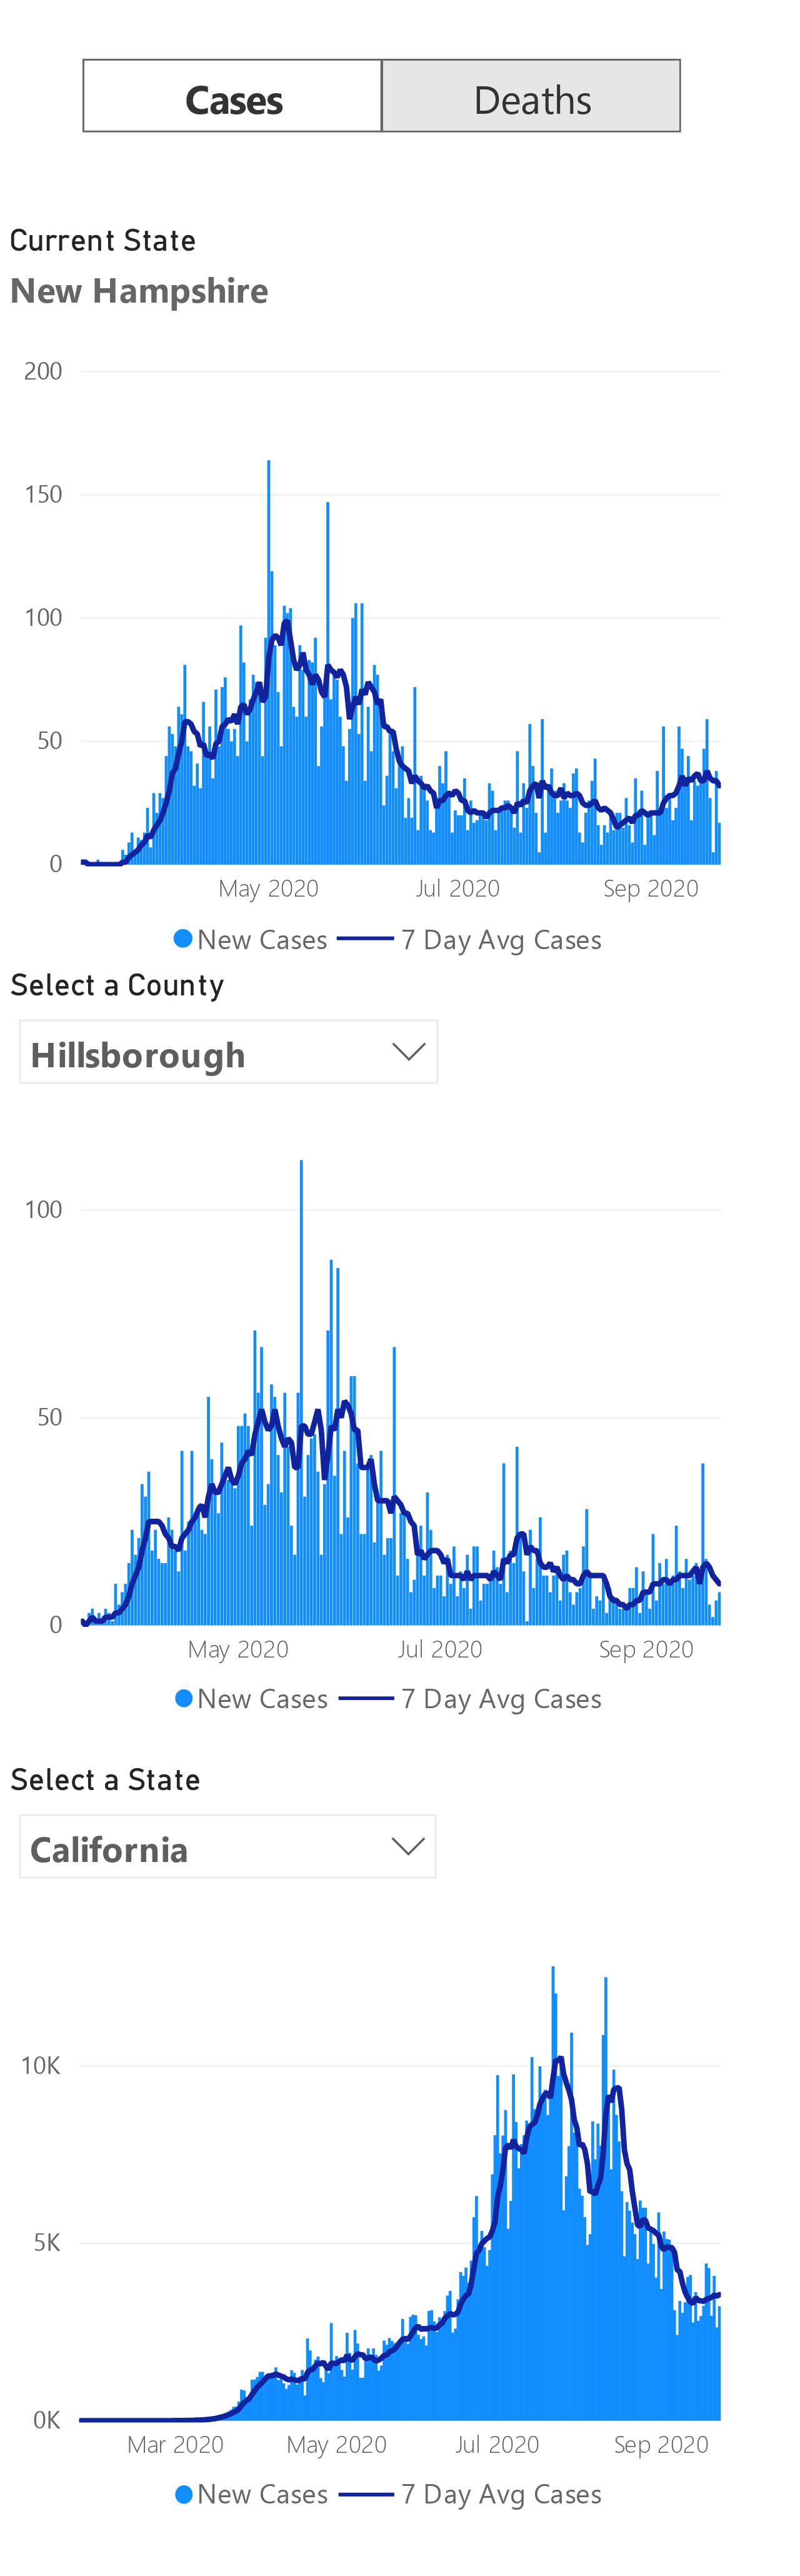 Cases Deaths
Current State
New Hampshire
200
150
100
50
0
May 2020 Jul 2020 Sep 2020
New Cases 7 Day Avg Cases
Select a County
Hillsborough
100
50
0
May 2020 Jul 2020 Sep 2020
New Cases 7 Day Avg Cases
Select a State
California
10K
5K
0K
Mar 2020 May 2020 Jul 2020 Sep 2020
New Cases 7 Day Avg Cases